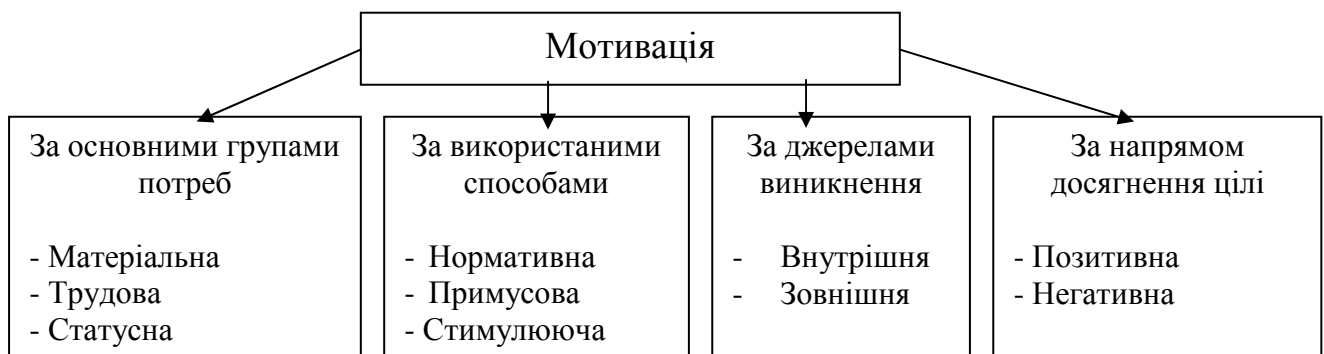 Мотивація
За основними групами
потреб
- Матеріальна
- Трудова
- Статусна
За використаними
способами
- Нормативна
- Примусова
- Стимулююча
За джерелами
виникнення
- Внутрішня
- Зовнішня
За напрямом
досягнення цілі
- Позитивна
- Негативна